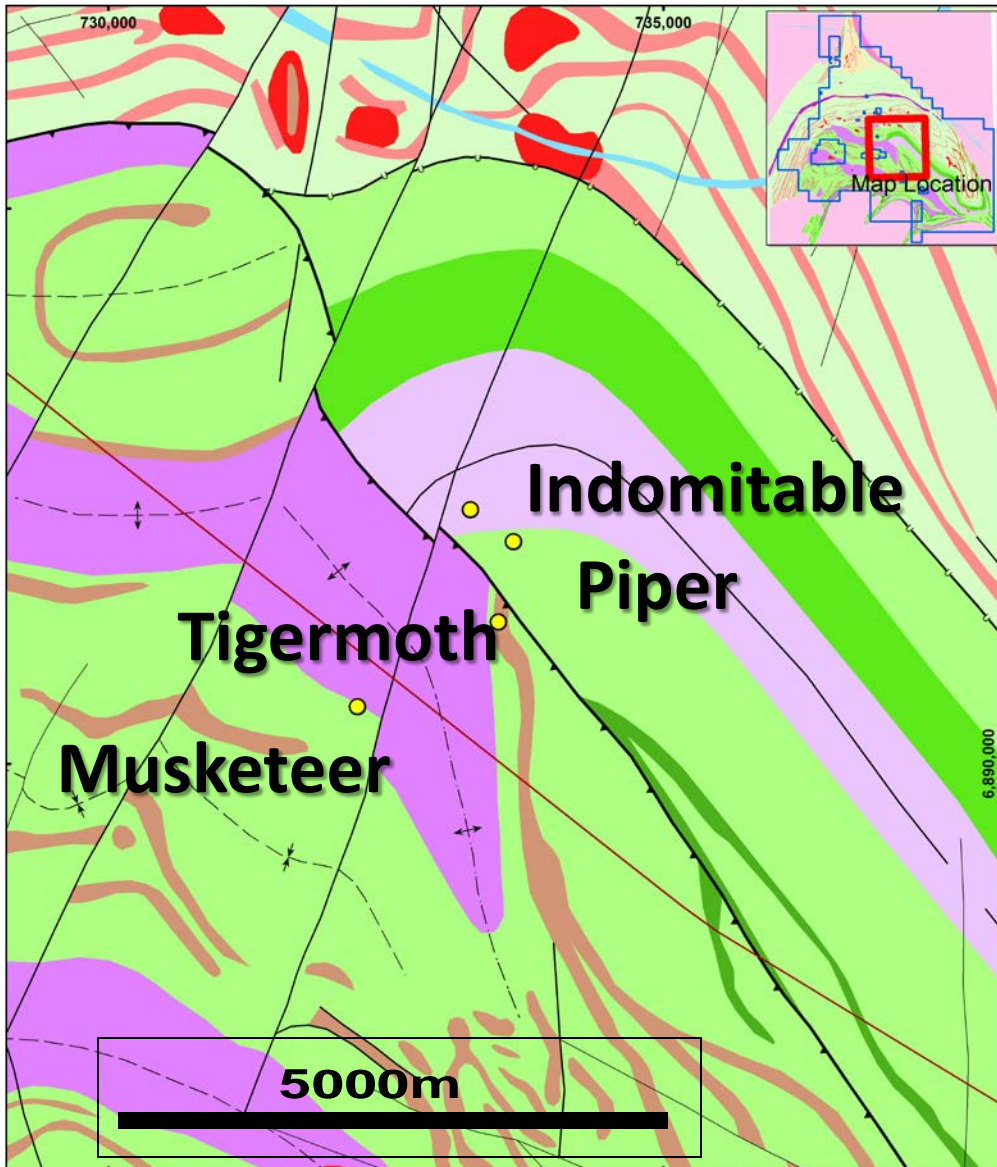 730,000
735,000
Map Location
Indomitable
Piper
Tigermoth
Musketeer
6,890,000
5000m